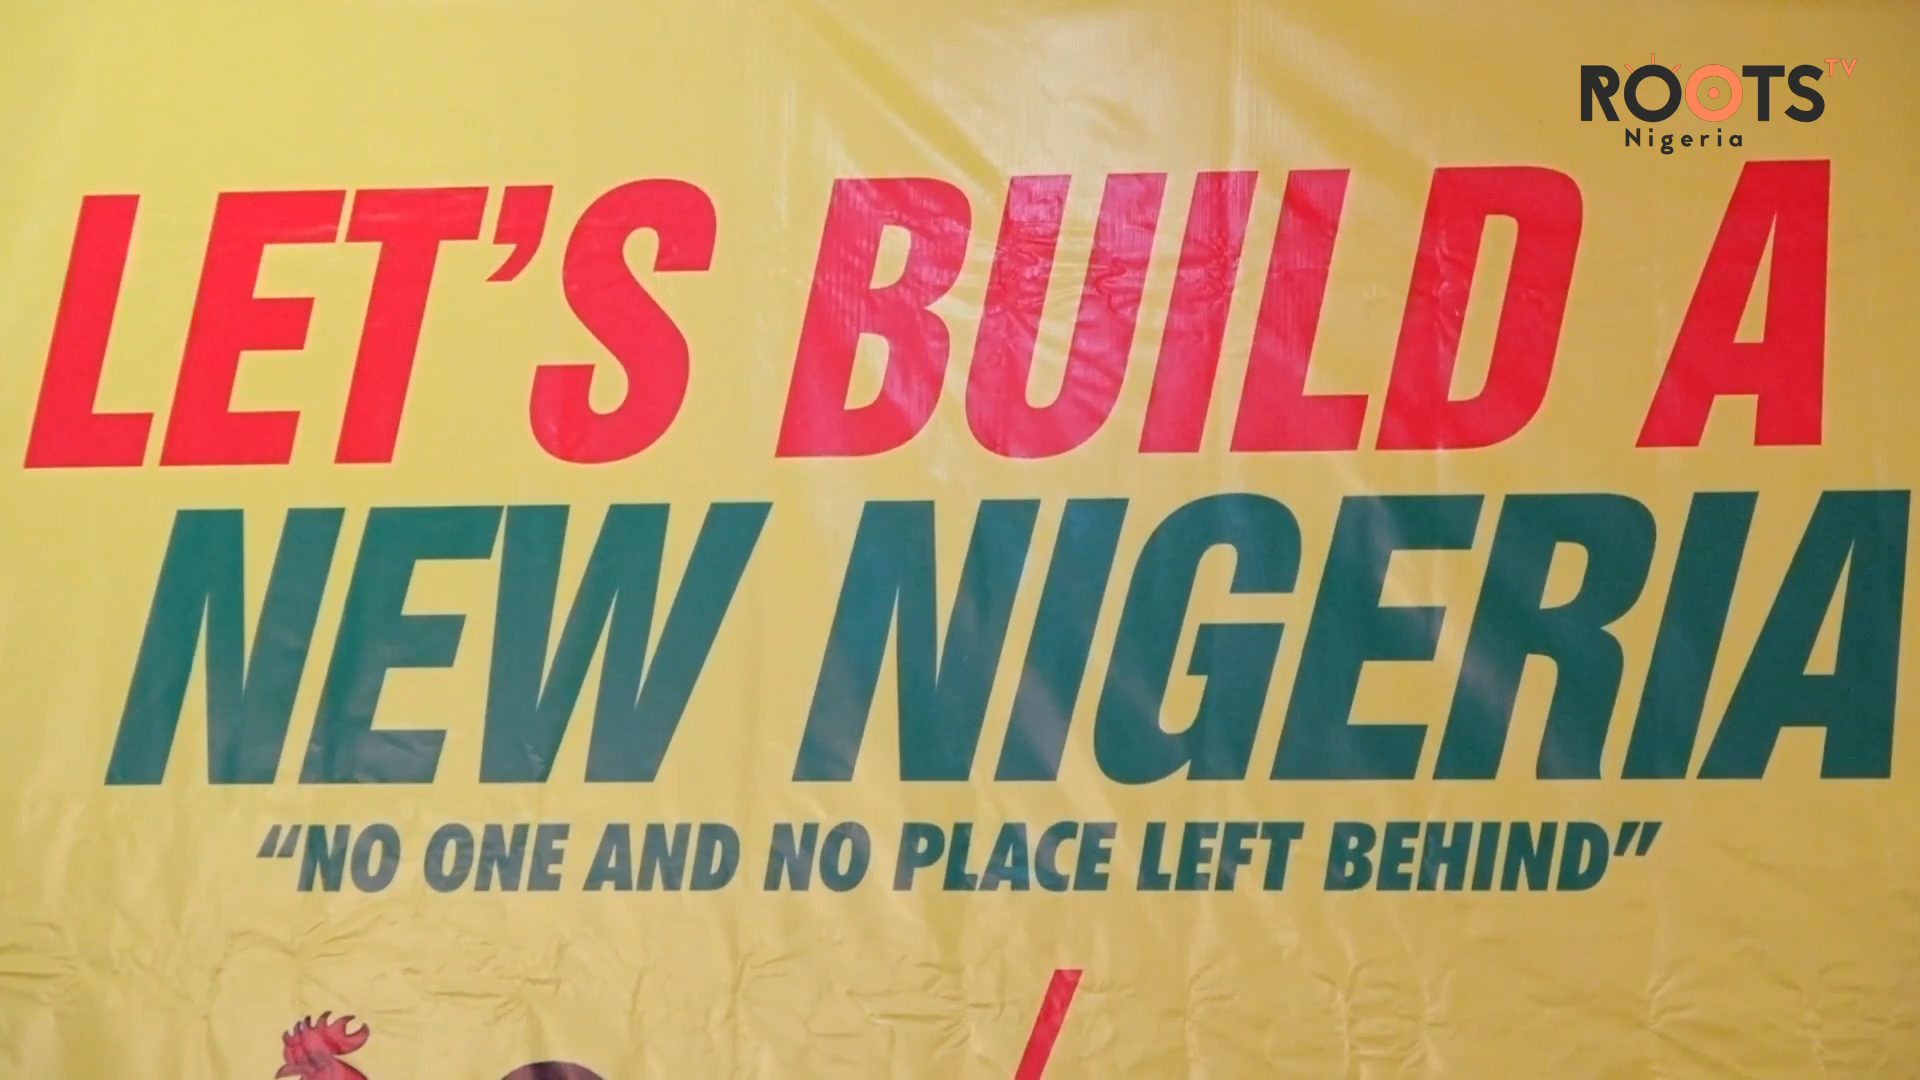 ROOTS TV
Nigeria
LET'S BUILD A
NEW NIGERIA
"NO ONE AND NO PLACE LEFT BEHIND"